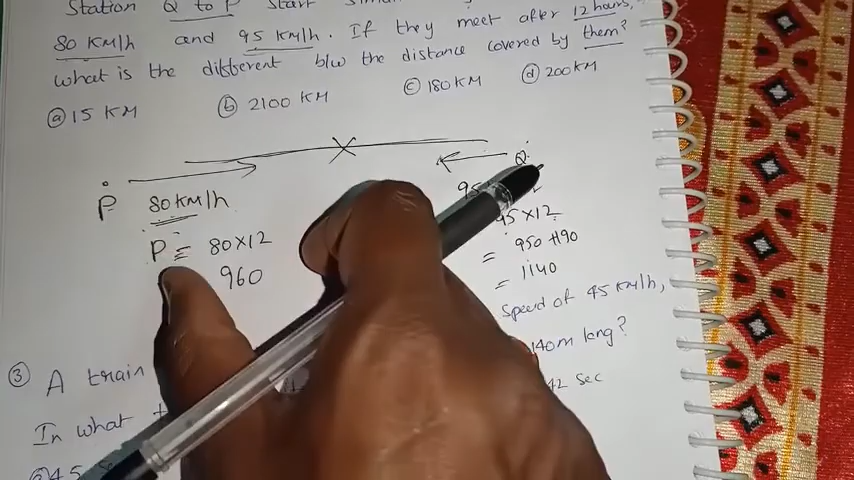 Station Q to P start
80 KM/h and 95 KM/h. If they meet after 12 hours,
what is the different b/w the distance covered by them?
ⓐ 15 KM ⓑ 2100 KM ⓒ 180 KM ⓓ 200 KM
Q
P 80 KM/h 95
P = 80 × 12 95 × 12
960 = 950 + 190
= 1140
Speed of 45 KM/h,
③ A train 140m long?
In what 42 Sec
ⓐ 45